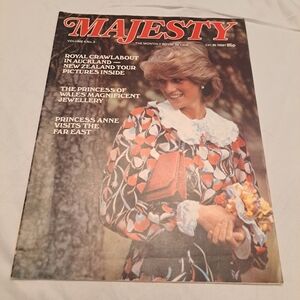 MAJESTY
THE MONTHLY ROYAL REVIEW
ROYAL CRAWLABOUT
IN AUCKLAND —
NEW ZEALAND TOUR
PICTURES INSIDE
THE PRINCESS OF
WALES' MAGNIFICENT
JEWELLERY
PRINCESS ANNE
VISITS THE
FAR EAST